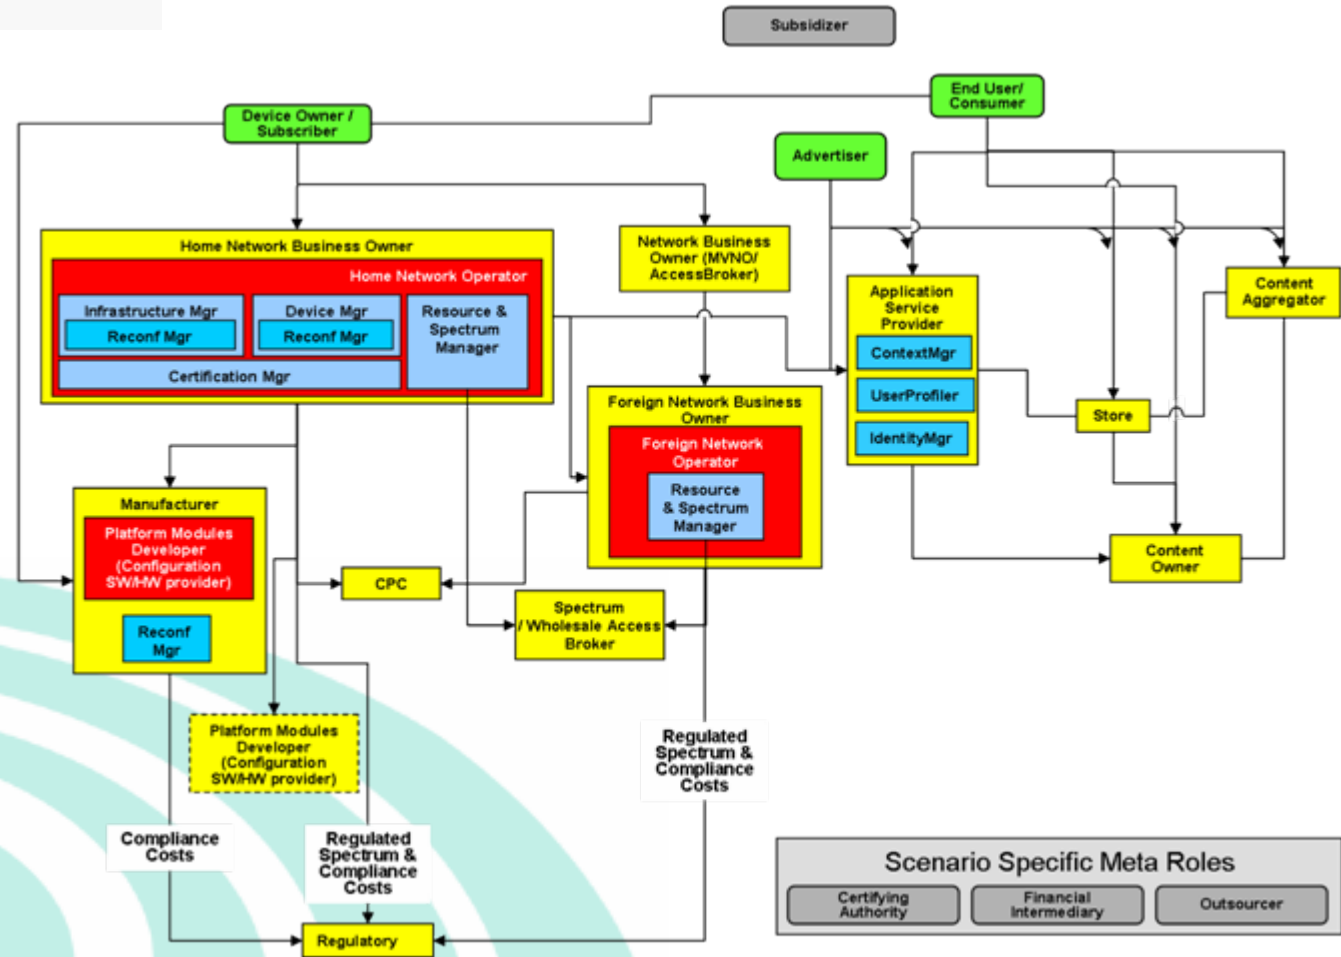 Subsidizer
End User/
Consumer
Device Owner /
Subscriber
Advertiser
Home Network Business Owner
Home Network Operator
Infrastructure Mgr
Reconf Mgr
Device Mgr
Reconf Mgr
Resource &
Spectrum
Manager
Certification Mgr
Network Business
Owner (MVNO/
AccessBroker)
Application
Service
Provider
ContextMgr
UserProfiler
IdentityMgr
Content
Aggregator
Store
Foreign Network Business
Owner
Foreign Network
Operator
Resource
& Spectrum
Manager
Manufacturer
Platform Modules
Developer
(Configuration
SW/HW provider)
Reconf
Mgr
CPC
Spectrum
/ Wholesale Access
Broker
Content
Owner
Platform Modules
Developer
(Configuration
SW/HW provider)
Regulated
Spectrum &
Compliance
Costs
Compliance
Costs
Regulated
Spectrum &
Compliance
Costs
Regulatory
Scenario Specific Meta Roles
Certifying
Authority
Financial
Intermediary
Outsourcer